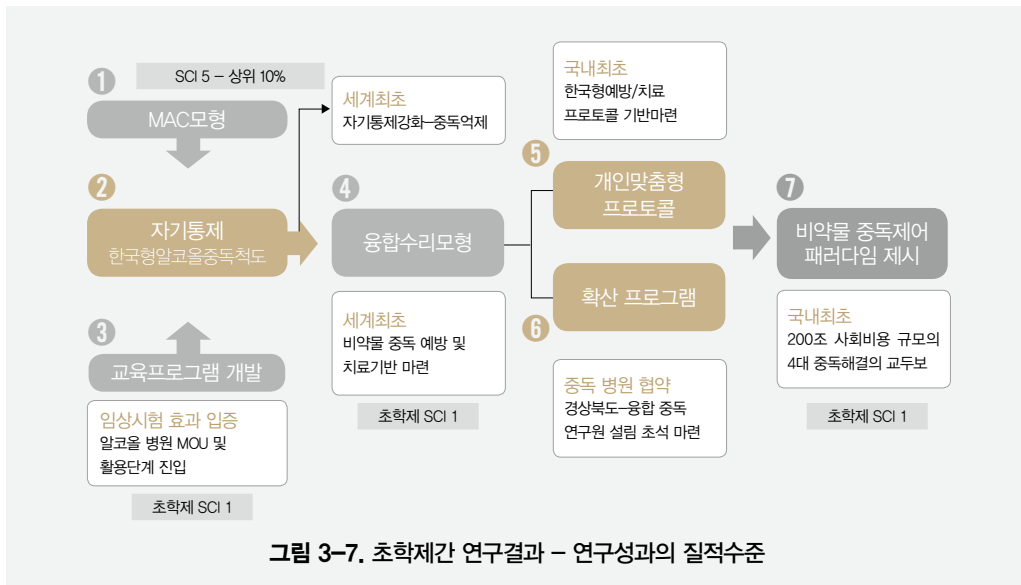 1
SCI 5 – 상위 10%
MAC모형
세계최초
자기통제강화–중독억제
2
자기통제
한국형알코올중독척도
3
교육프로그램 개발
임상시험 효과 입증
알코올 병원 MOU 및
활용단계 진입
초학제 SCI 1
4
융합수리모형
세계최초
비약물 중독 예방 및
치료기반 마련
초학제 SCI 1
국내최초
한국형예방/치료
프로토콜 기반마련
5
개인맞춤형
프로토콜
6
확산 프로그램
중독 병원 협약
경상북도–융합 중독
연구원 설립 초석 마련
7
비약물 중독제어
패러다임 제시
국내최초
200조 사회비용 규모의
4대 중독해결의 교두보
초학제 SCI 1
그림 3–7. 초학제간 연구결과 – 연구성과의 질적수준